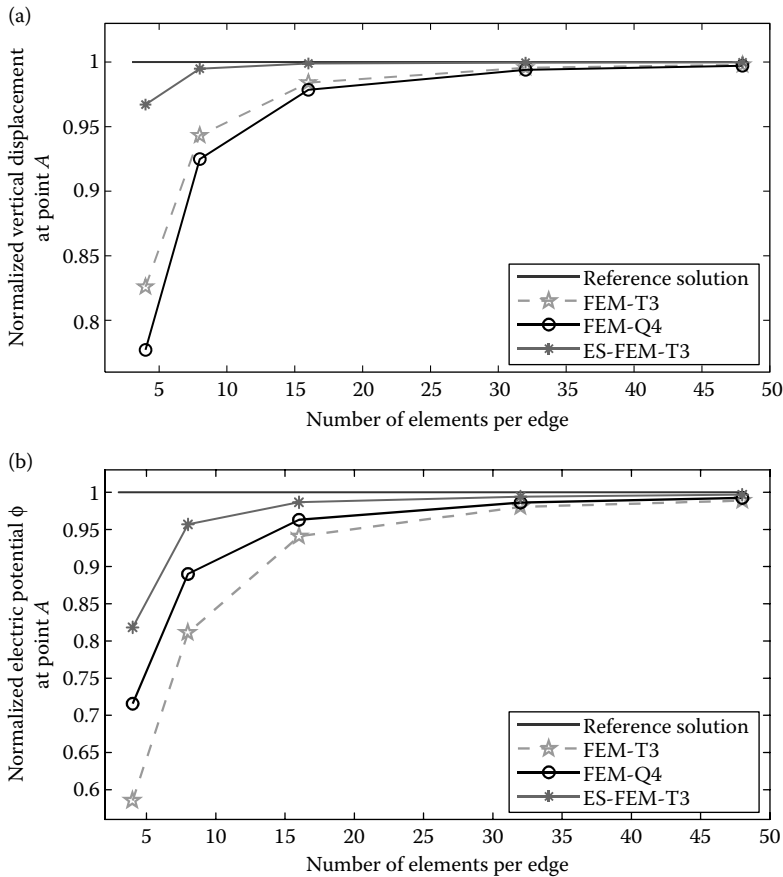 (a)
Normalized vertical displacement
at point A
1
0.95
0.9
0.85
0.8
5 10 15 20 25 30 35 40 45 50
Number of elements per edge
Reference solution
FEM-T3
FEM-Q4
ES-FEM-T3
(b)
Normalized electric potential ϕ
at point A
1
0.95
0.9
0.85
0.8
0.75
0.7
0.65
0.6
5 10 15 20 25 30 35 40 45 50
Number of elements per edge
Reference solution
FEM-T3
FEM-Q4
ES-FEM-T3